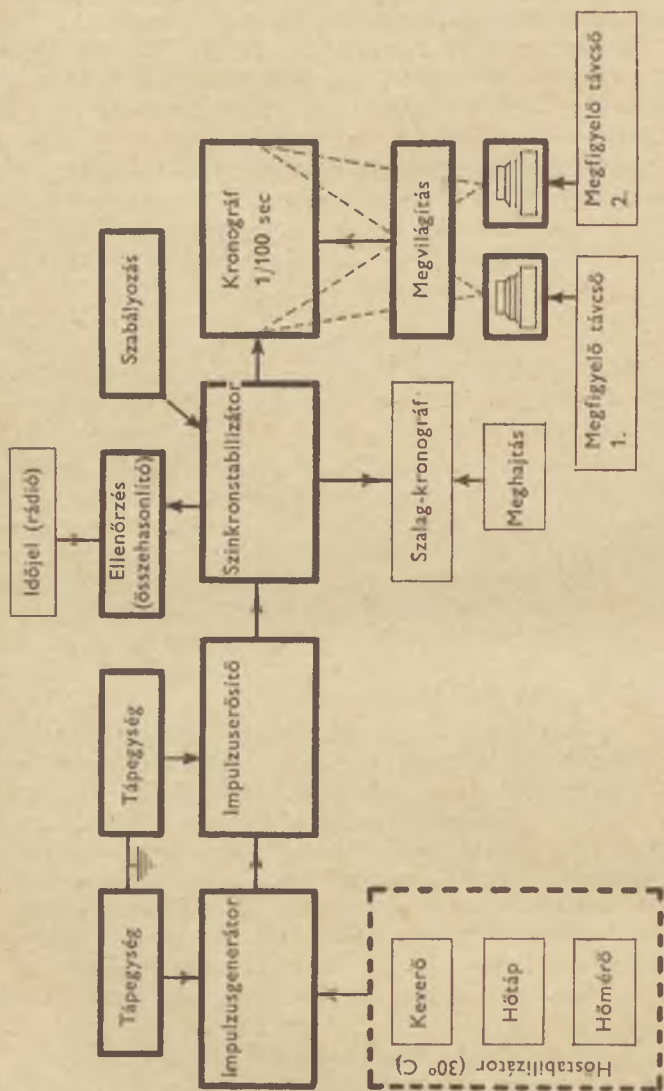 Időjel (rádió)
Tápegység
Tápegység
Ellenőrzés
(összehasonlító)
Szabályozás
Impulzusgenerátor
Impulzuserősítő
Szinkronstabilizátor
Kronográf
1/100 sec
Hőstabilizátor (30° C)
Keverő
Hőtáp
Hőmérő
Szalag-kronográf
Meghajtás
Megvilágítás
Megfigyelő távcső
1.
Megfigyelő távcső
2.